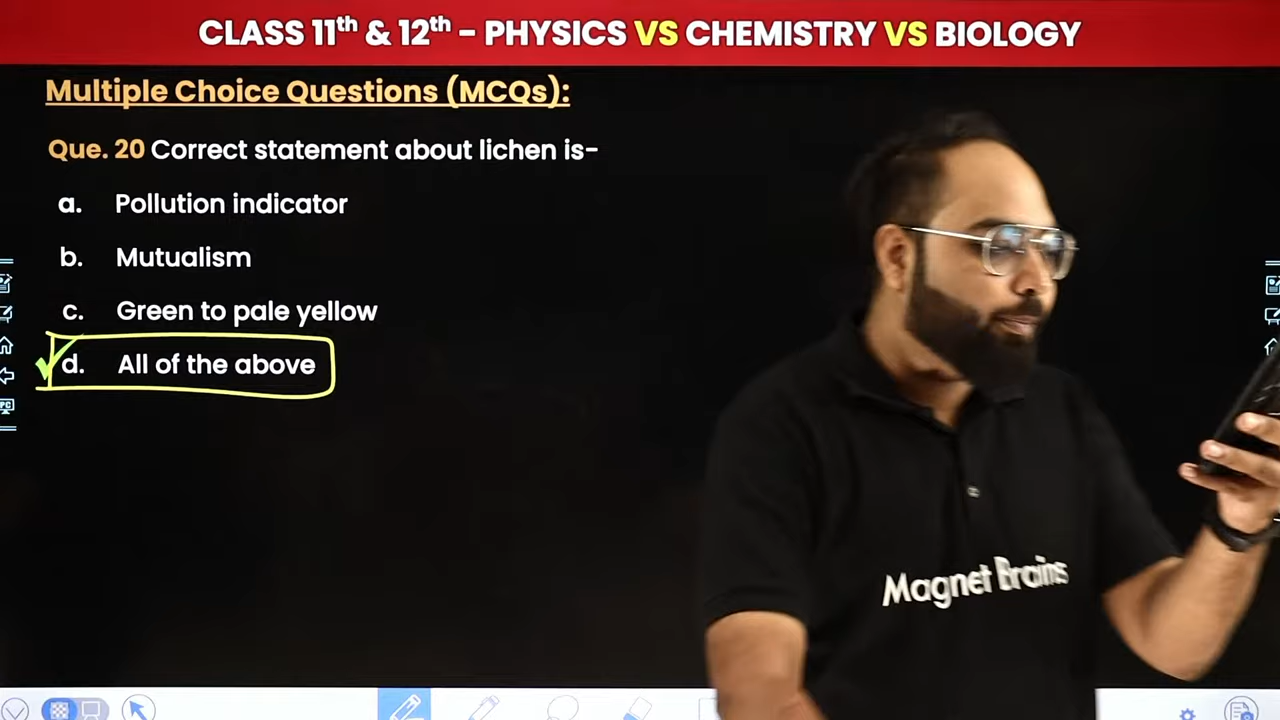 CLASS 11th & 12th - PHYSICS VS CHEMISTRY VS BIOLOGY
Multiple Choice Questions (MCQs):
Que. 20 Correct statement about lichen is-
a. Pollution indicator
b. Mutualism
c. Green to pale yellow
d. All of the above
Magnet Brains
PC